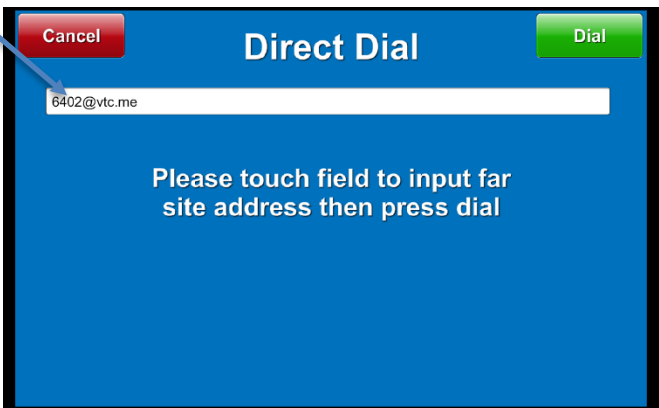 Cancel
Direct Dial
Dial
6402@vtc.me
Please touch field to input far
site address then press dial